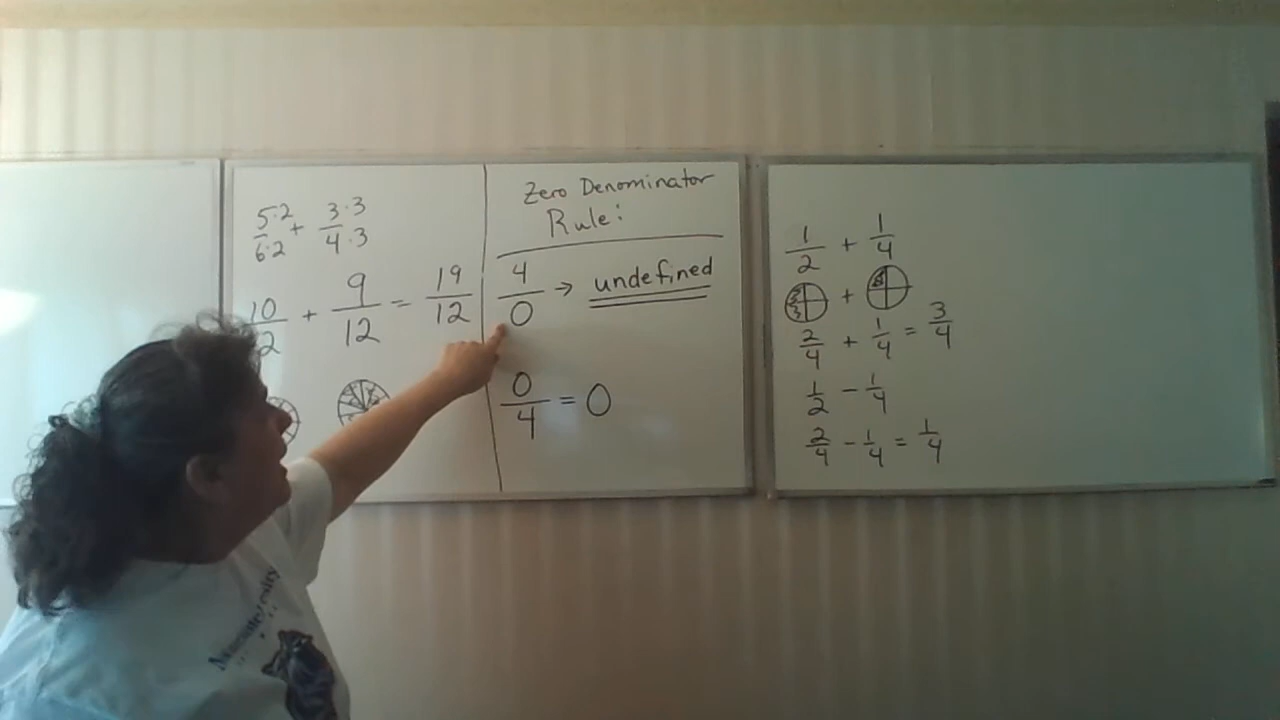 5·2 + 3·3
6·2 4·3
10 + 9 = 19
2 12 12
Zero Denominator
Rule:
4 → undefined
0
0 = 0
4
1 + 1
2 4
+
2 + 1 = 3
4 4 4
1 - 1
2 4
2 - 1 = 1
4 4 4